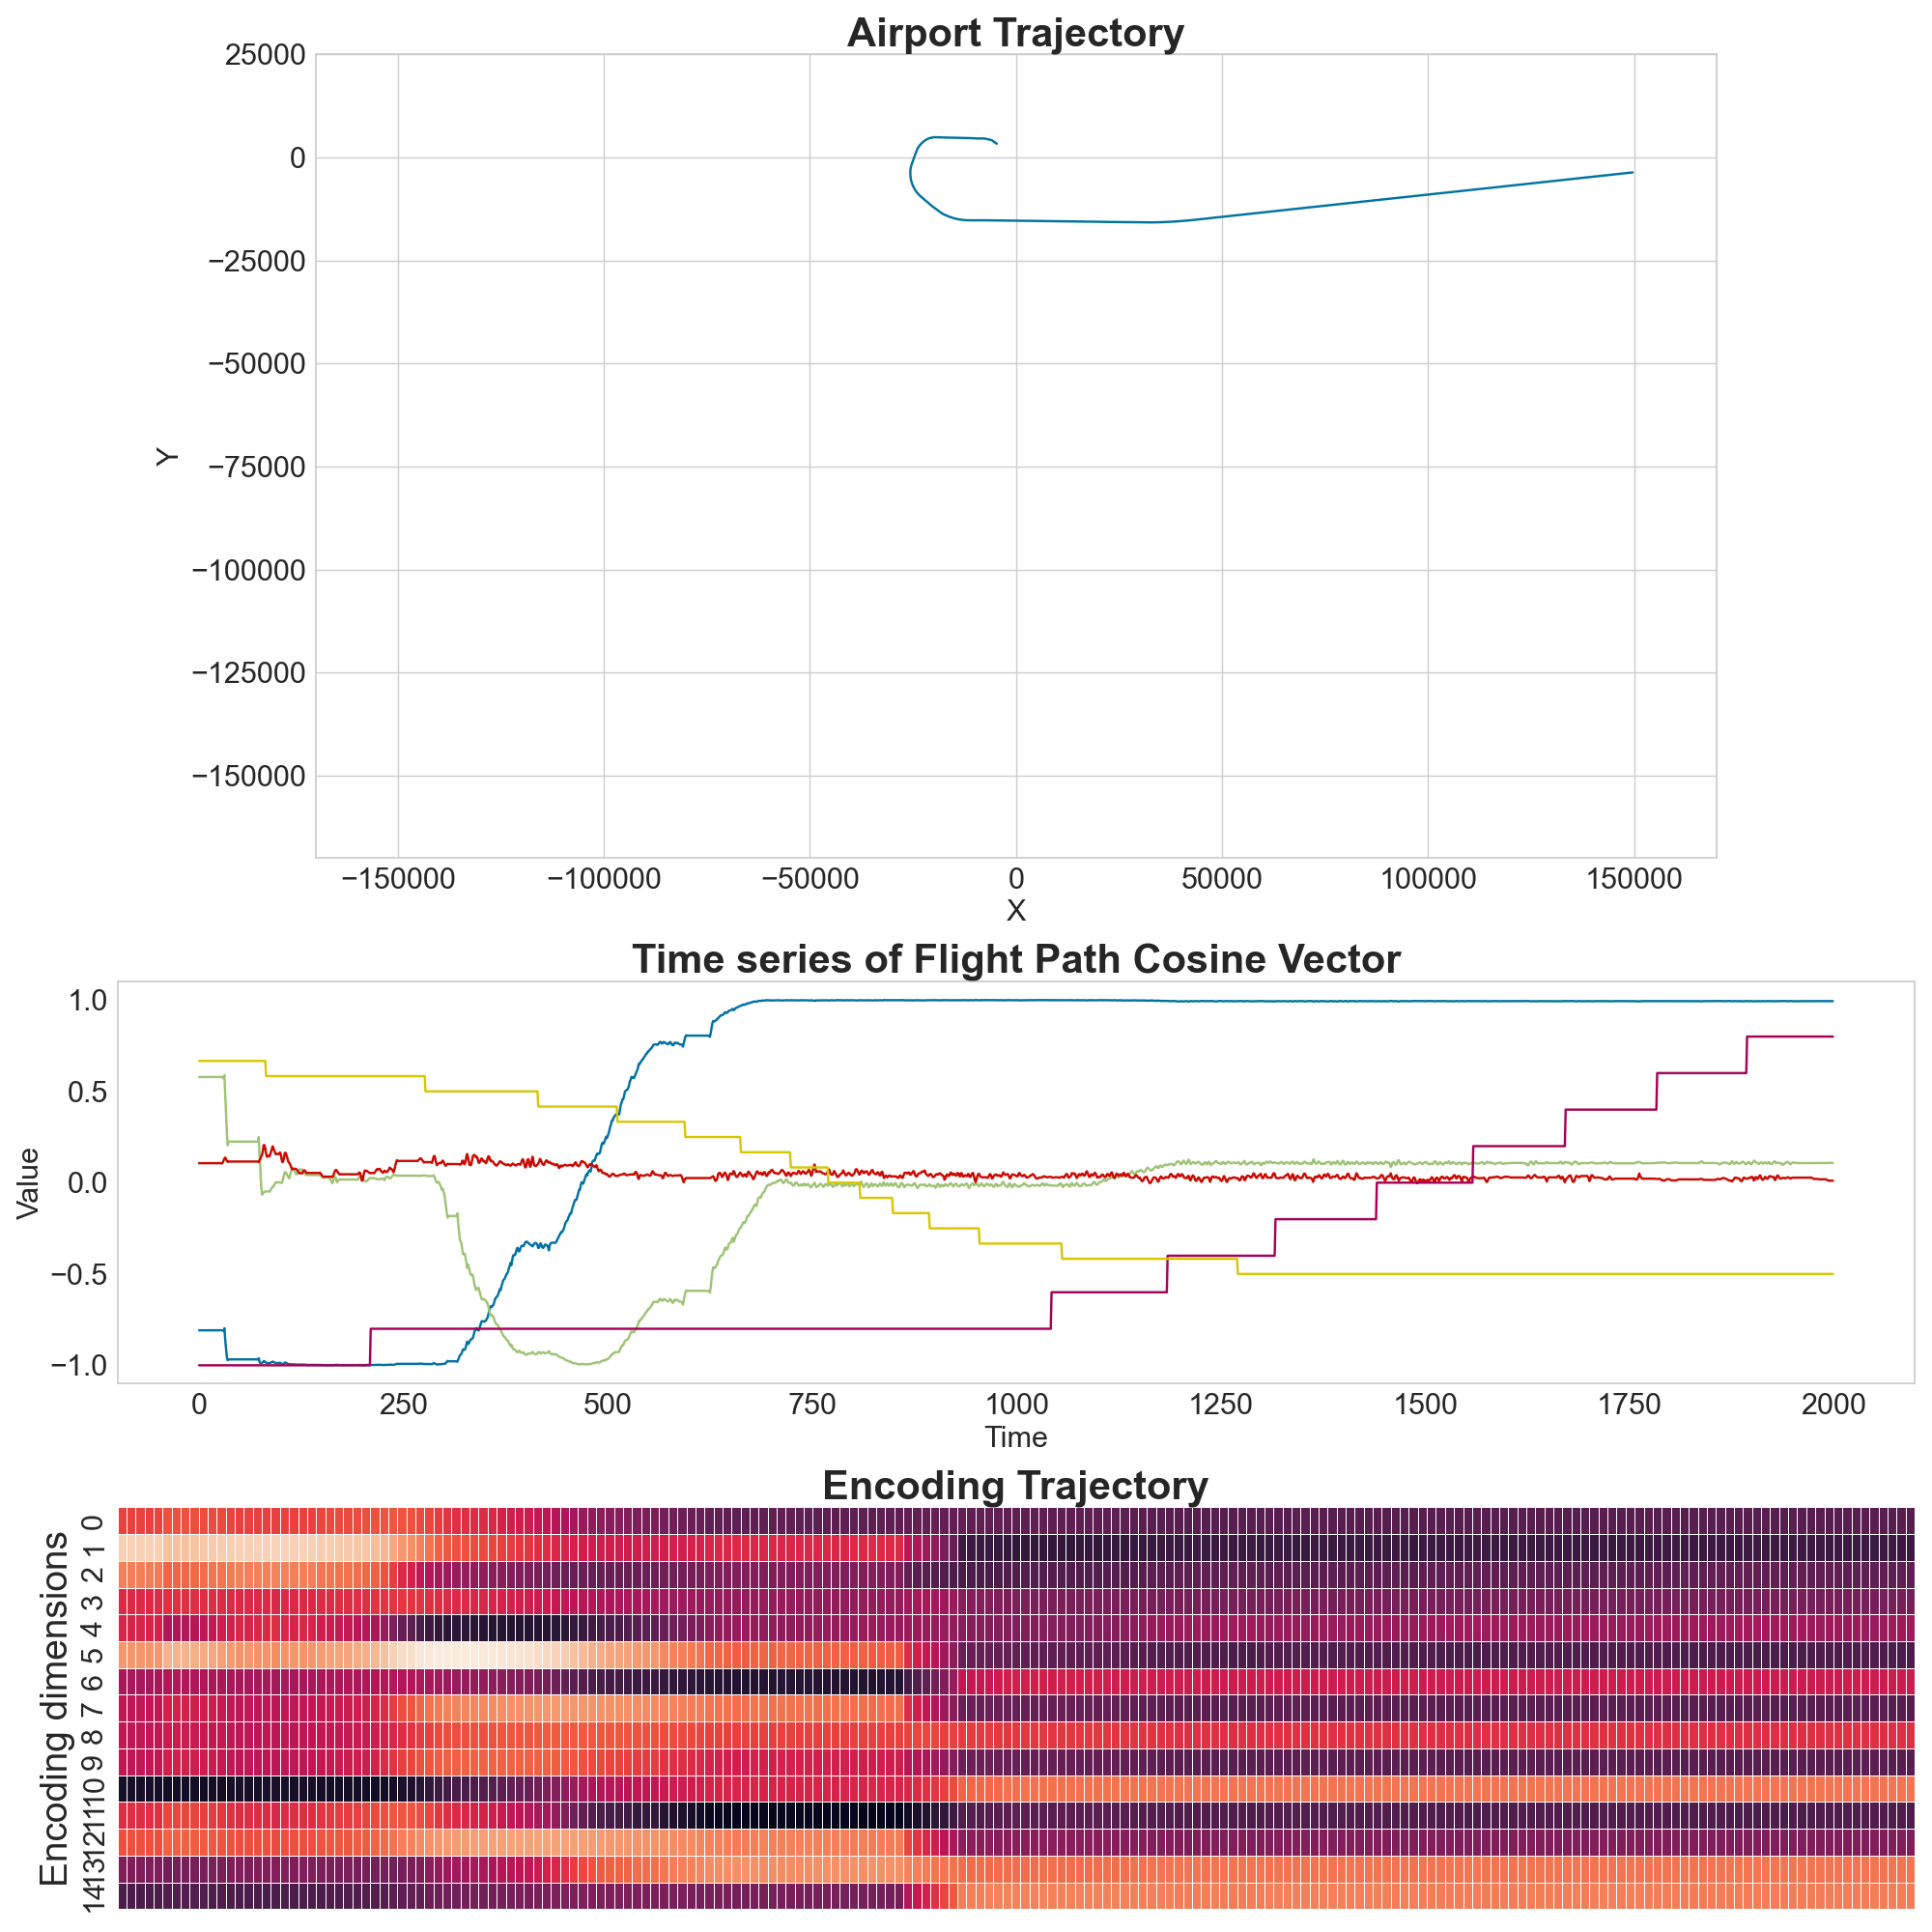 Airport Trajectory
25000
0
−25000
−50000
−75000
−100000
−125000
−150000
Y
−150000 −100000 −50000 0 50000 100000 150000
X
Time series of Flight Path Cosine Vector
1.0
0.5
0.0
−0.5
−1.0
Value
0 250 500 750 1000 1250 1500 1750 2000
Time
Encoding Trajectory
0
1
2
3
4
5
6
7
8
9
10
11
12
13
14
Encoding dimensions